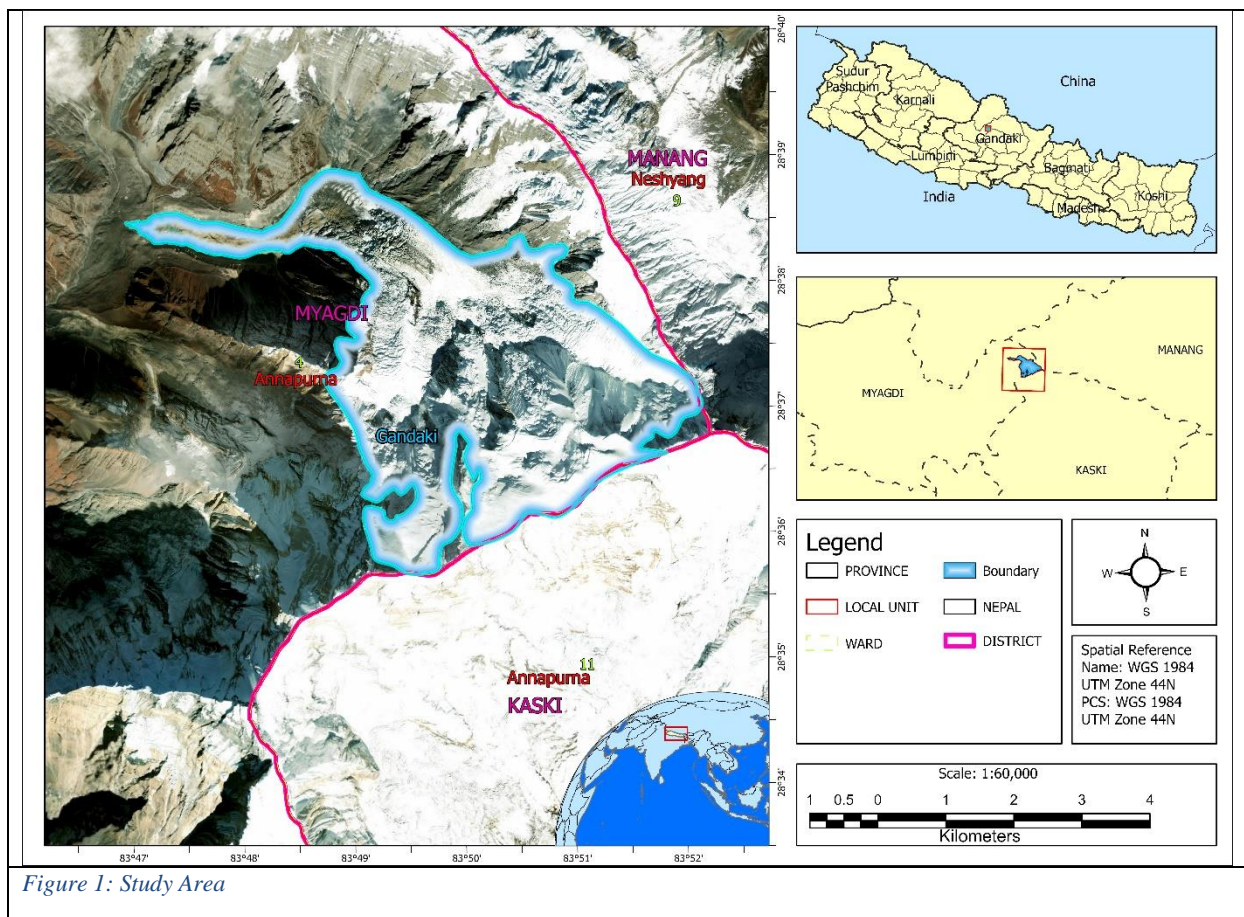 MANANG
Neshyang
9
MYAGDI
4
Annapurna
Gandaki
11
Annapurna
KASKI
28°40'
28°39'
28°38'
28°37'
28°36'
28°35'
28°34'
83°47'
83°48'
83°49'
83°50'
83°51'
83°52'
Sudur
Pashchim
Karnali
China
Gandaki
Lumbini
Bagmati
India
Madesh
Koshi
MANANG
MYAGDI
KASKI
Legend
PROVINCE
Boundary
LOCAL UNIT
NEPAL
WARD
DISTRICT
N
W
E
S
Spatial Reference
Name: WGS 1984
UTM Zone 44N
PCS: WGS 1984
UTM Zone 44N
Scale: 1:60,000
1 0.5 0 1 2 3 4
Kilometers
Figure 1: Study Area